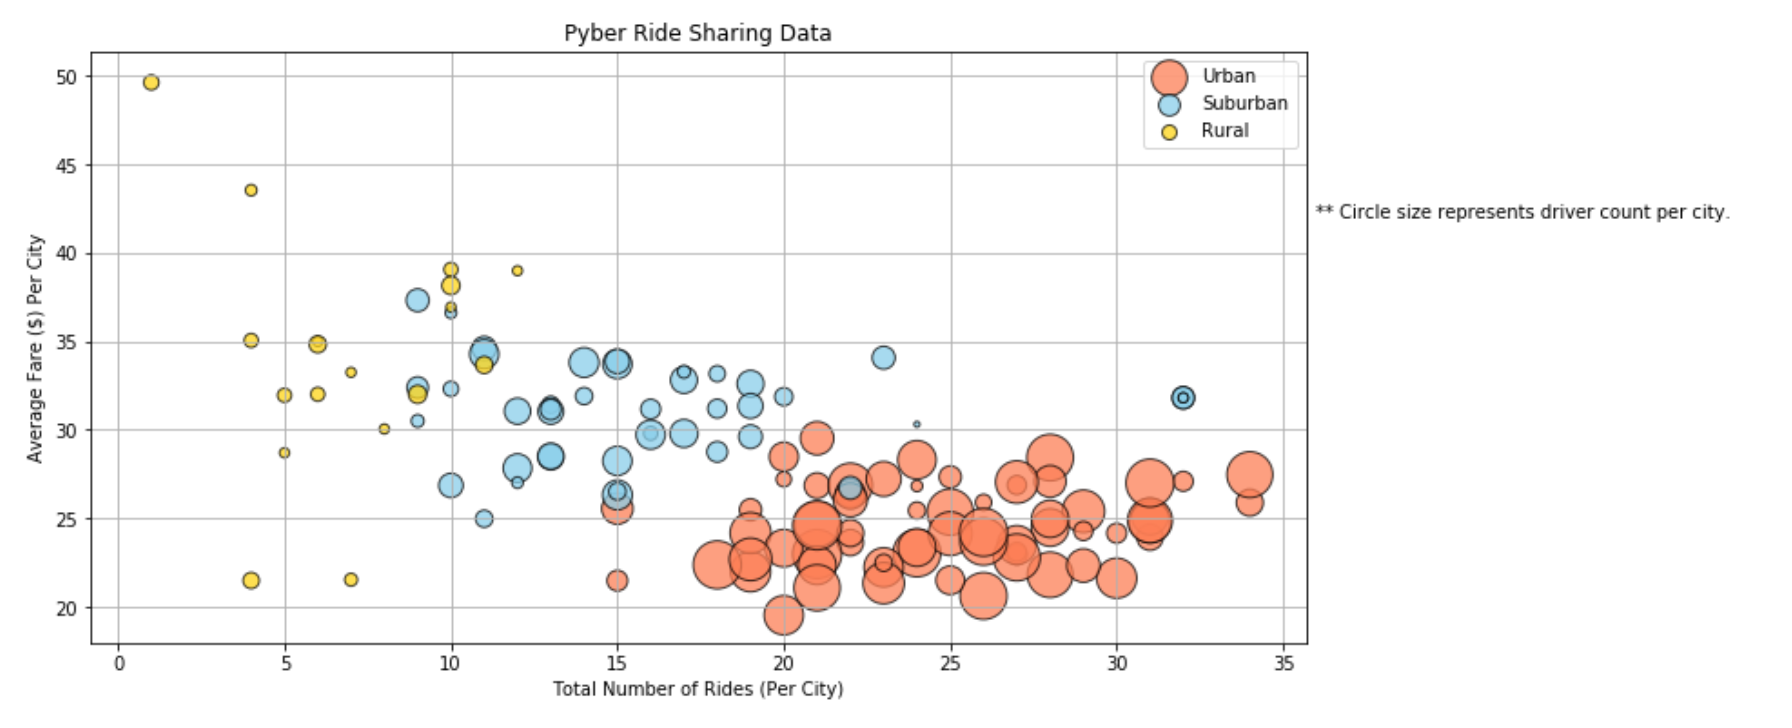 Pyber Ride Sharing Data
Urban
Suburban
Rural
** Circle size represents driver count per city.
Average Fare ($) Per City
50
45
40
35
30
25
20
0 5 10 15 20 25 30 35
Total Number of Rides (Per City)